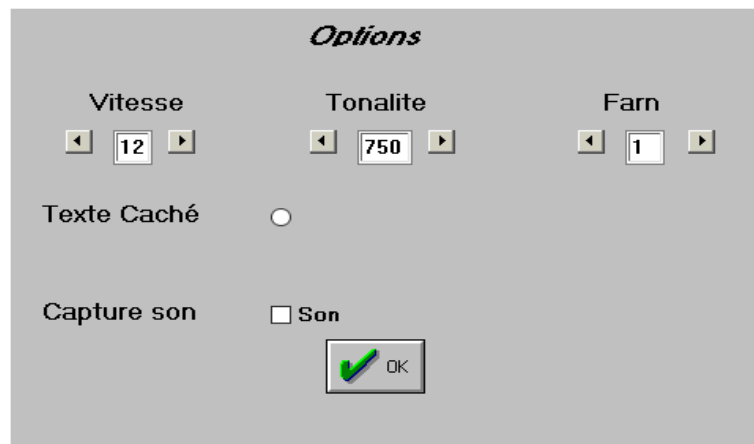 Options
Vitesse Tonalite Farn
12 750 1
Texte Caché
Capture son Son
OK